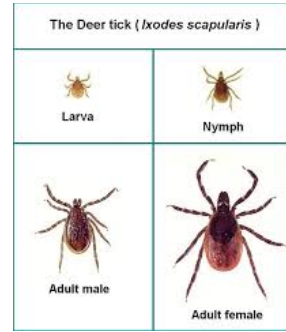 The Deer tick ( Ixodes scapularis )
Larva
Nymph
Adult male
Adult female